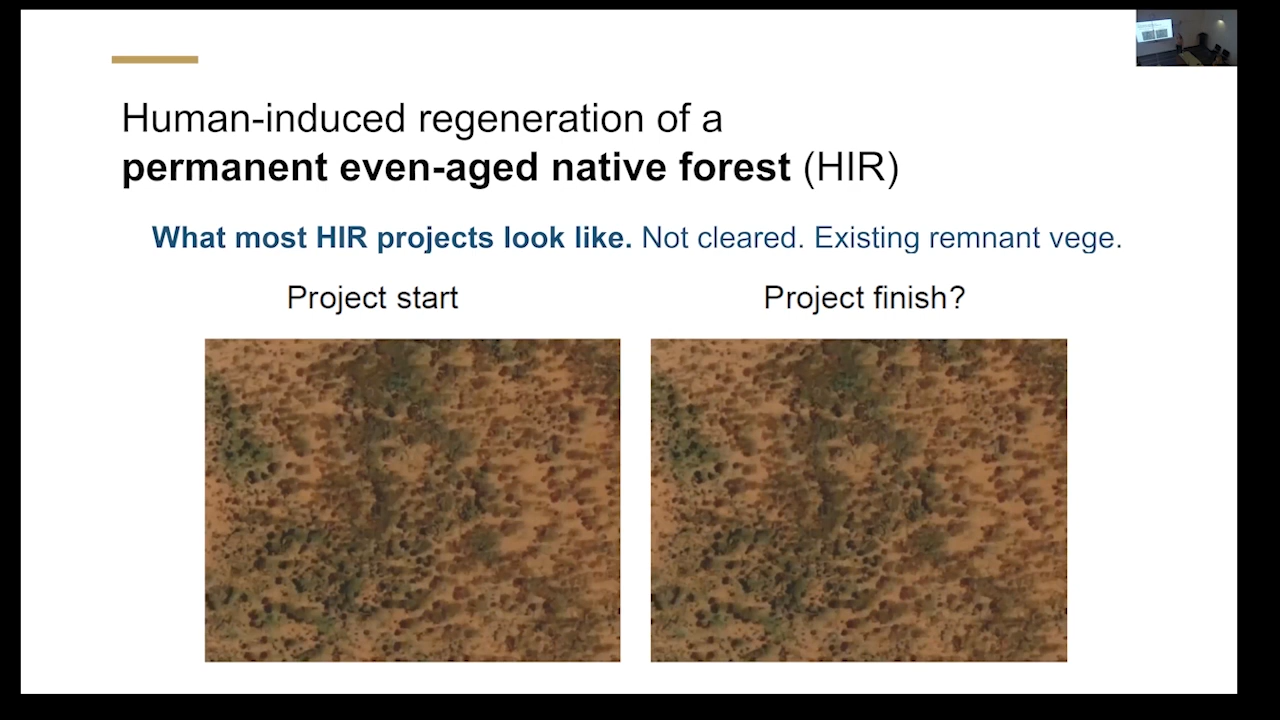 Human-induced regeneration of a
permanent even-aged native forest (HIR)
What most HIR projects look like. Not cleared. Existing remnant vege.
Project start
Project finish?